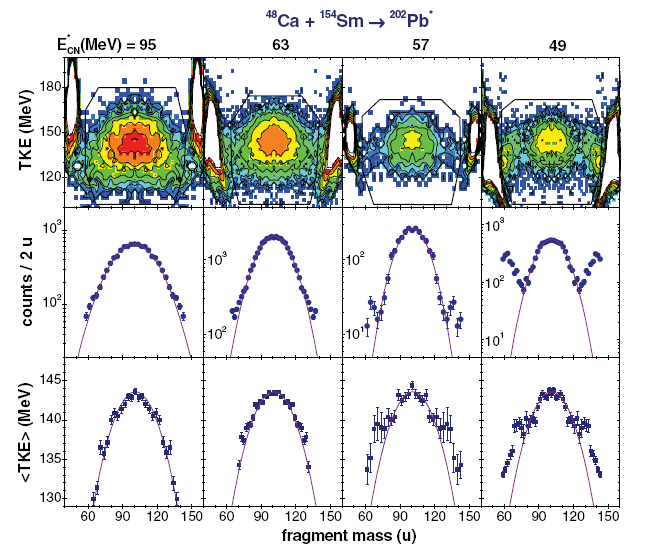 ⁴⁸Ca + ¹⁵⁴Sm → ²⁰²Pb*
E*CN(MeV) = 95 63 57 49
TKE (MeV)
180
150
120
counts / 2 u
10³
10²
10³
10²
10²
10¹
10³
10²
10¹
<TKE> (MeV)
145
140
135
130
60 90 120 150 60 90 120 150 60 90 120 150 60 90 120 150
fragment mass (u)